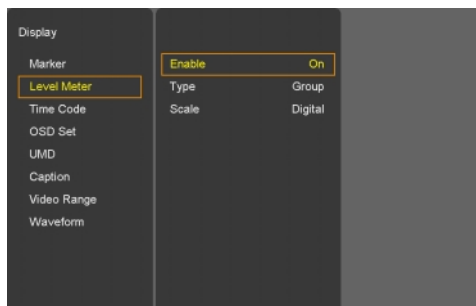 Display
Marker
Level Meter
Time Code
OSD Set
UMD
Caption
Video Range
Waveform
Enable On
Type Group
Scale Digital